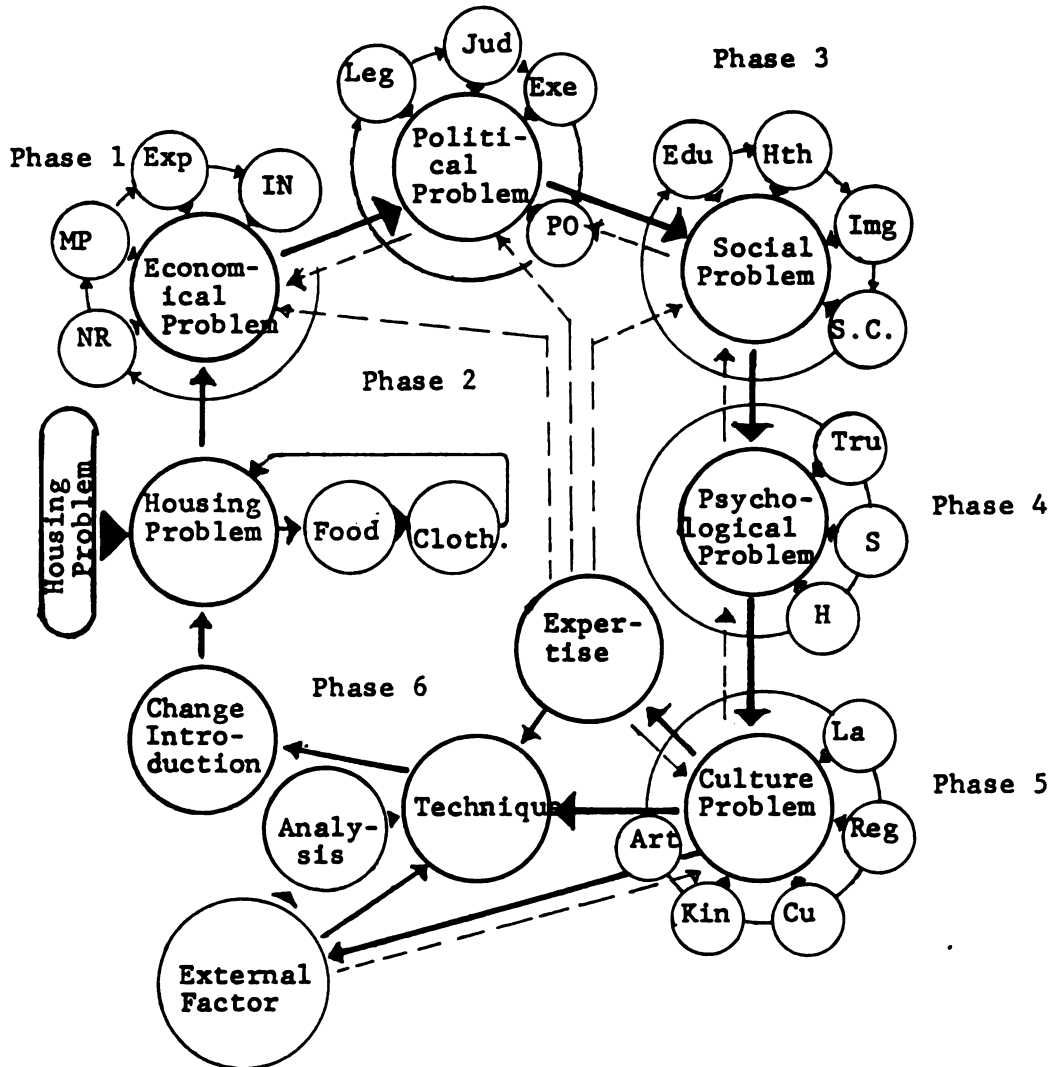 Jud
Leg
Exe
Phase 3
Politi-
cal
Problem
PO
Phase 1
Exp
IN
MP
NR
Econom-
ical
Problem
Edu
Hth
Img
S.C.
Social
Problem
Phase 2
Housing
Problem
Housing
Problem
Food
Cloth.
Tru
S
H
Psycho-
logical
Problem
Phase 4
Exper-
tise
Phase 6
Change
Intro-
duction
Technique
Analy-
sis
Culture
Problem
La
Reg
Cu
Kin
Art
Phase 5
External
Factor